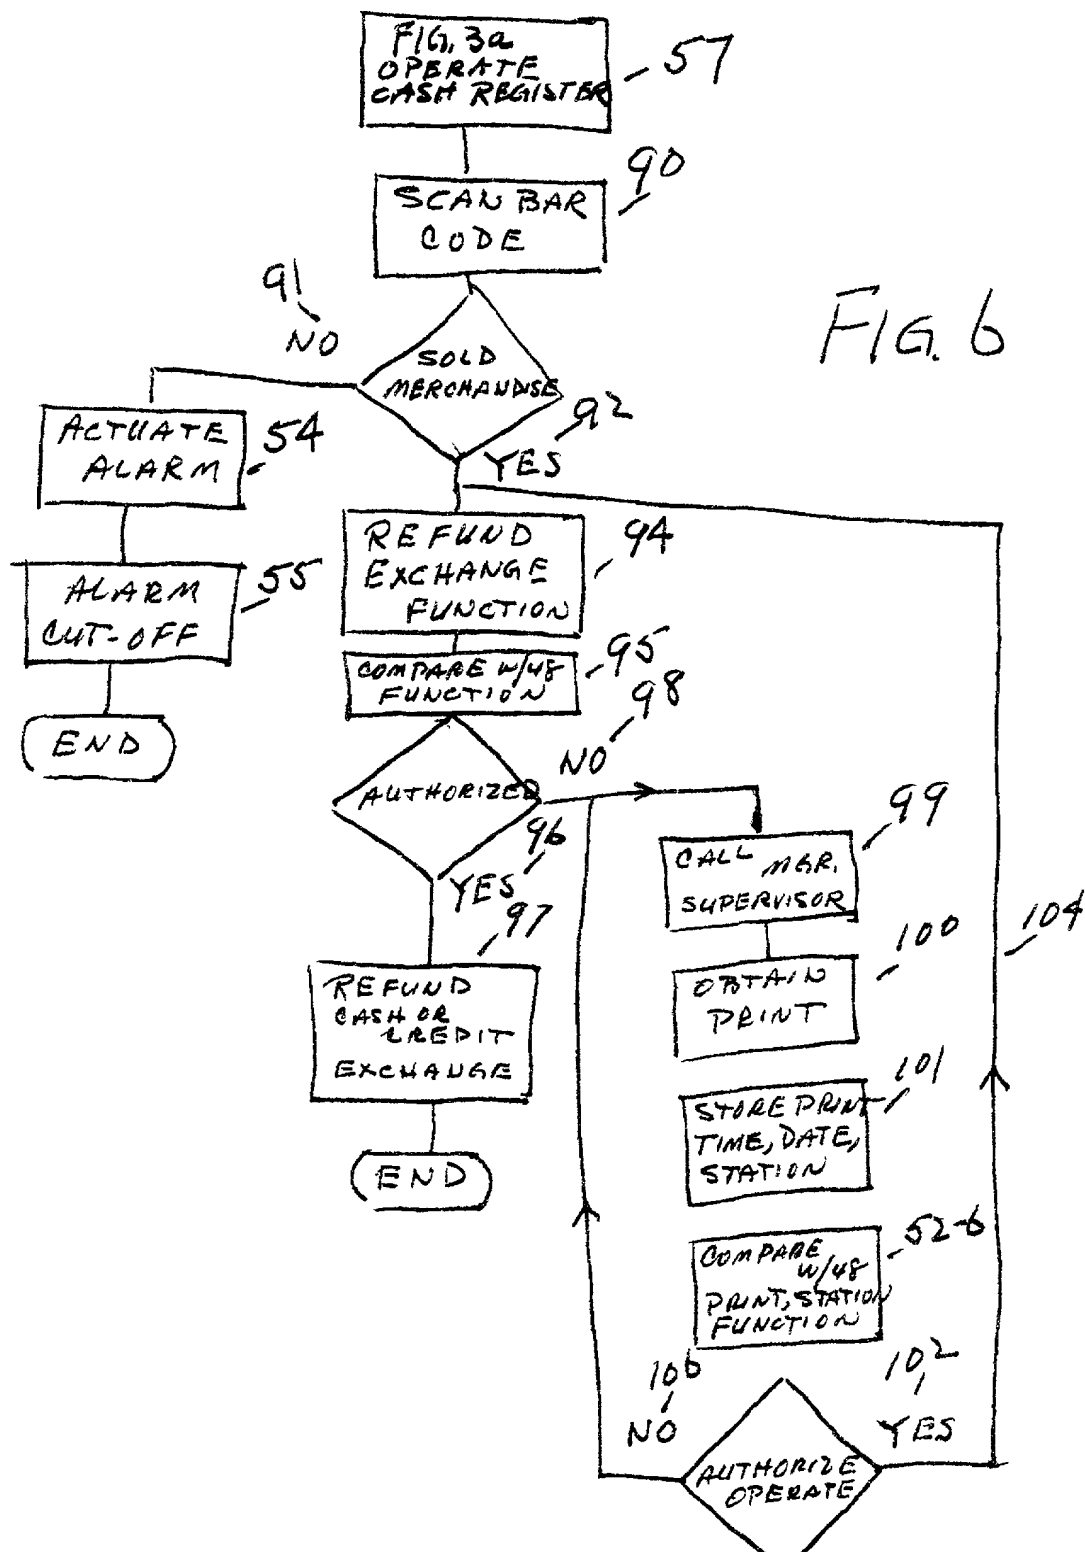 FIG. 3a
OPERATE
CASH REGISTER
57
SCAN BAR
CODE
90
FIG. 6
91
NO
SOLD
MERCHANDISE
92
YES
ACTUATE
ALARM
54
ALARM
CUT-OFF
55
END
REFUND
EXCHANGE
FUNCTION
94
COMPARE W/48
FUNCTION
95
98
NO
AUTHORIZED
96
YES
97
REFUND
CASH OR
CREDIT
EXCHANGE
END
CALL MGR.
SUPERVISOR
99
OBTAIN
PRINT
100
104
STORE PRINT
TIME, DATE,
STATION
101
COMPARE
W/48
PRINT, STATION
FUNCTION
52-6
106
NO
102
YES
AUTHORIZE
OPERATE